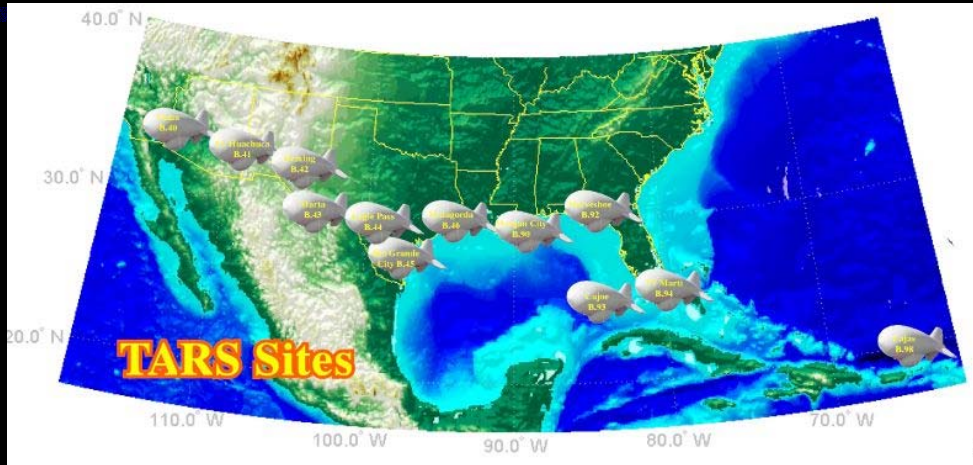 40.0° N
30.0° N
20.0° N
Yuma
B.40
Ft. Huachuca
B.41
Deming
B.42
Marfa
B.43
Eagle Pass
B.44
Rio Grande
City B.45
Matagorda
B.46
B.90
Horseshoe
B.92
Cudjoe
B.93
B.94
Lajas
B.98
TARS Sites
110.0° W
100.0° W
90.0° W
80.0° W
70.0° W